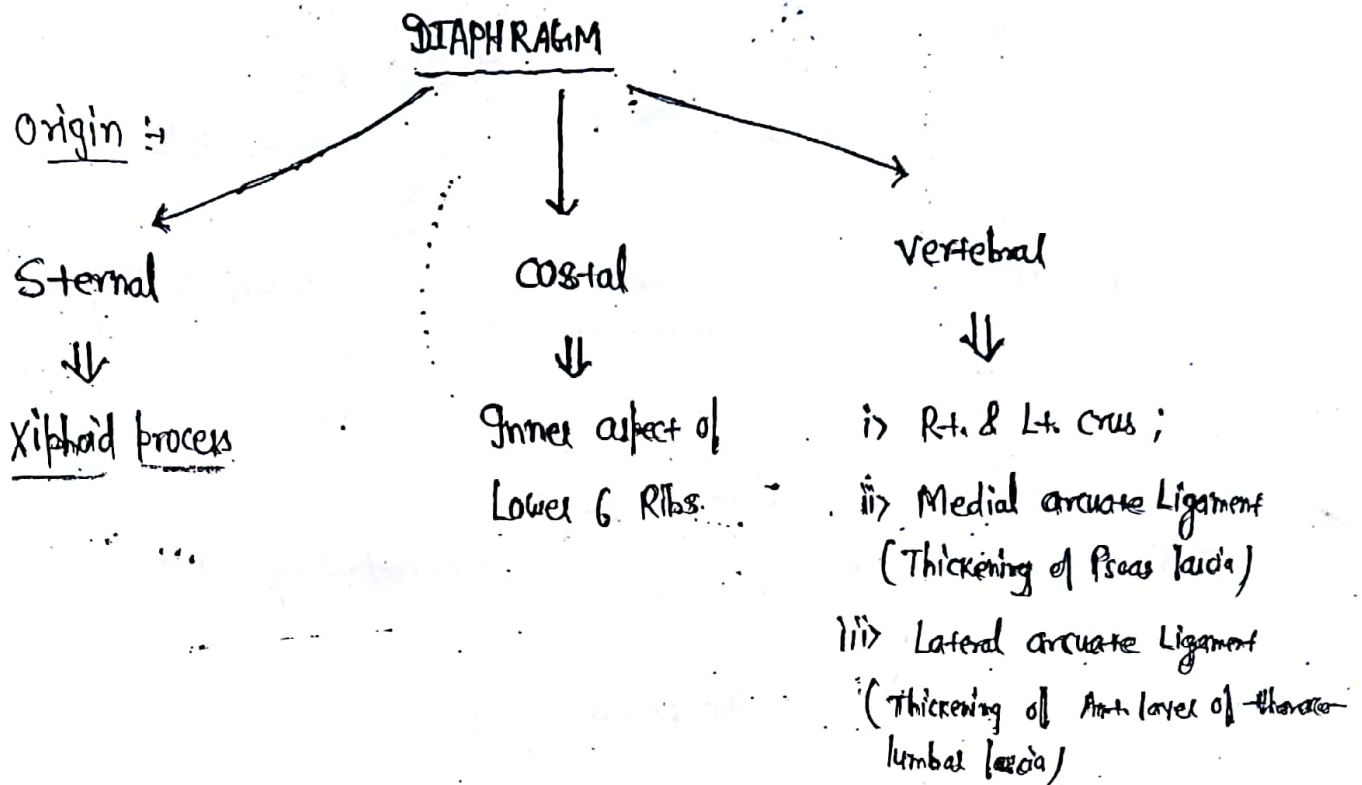 DIAPHRAGM
Origin :-
Sternal
Costal
Vertebral
Xiphoid process
Inner aspect of
Lower 6 Ribs.
i> Rt. & Lt. crus ;
ii> Medial arcuate Ligament
(Thickening of Psoas fascia)
iii> Lateral arcuate Ligament
(Thickening of Ant. layer of thoraco
lumbar fascia)